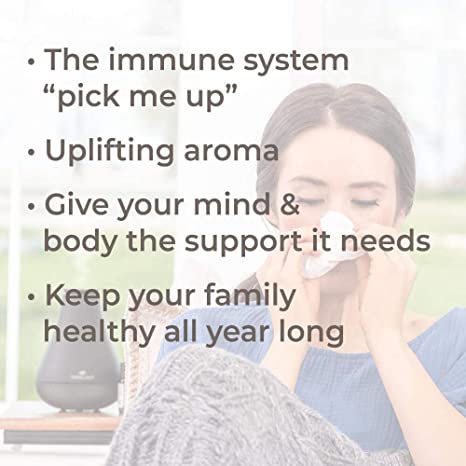 • The immune system
“pick me up”
• Uplifting aroma
• Give your mind &
body the support it needs
• Keep your family
healthy all year long